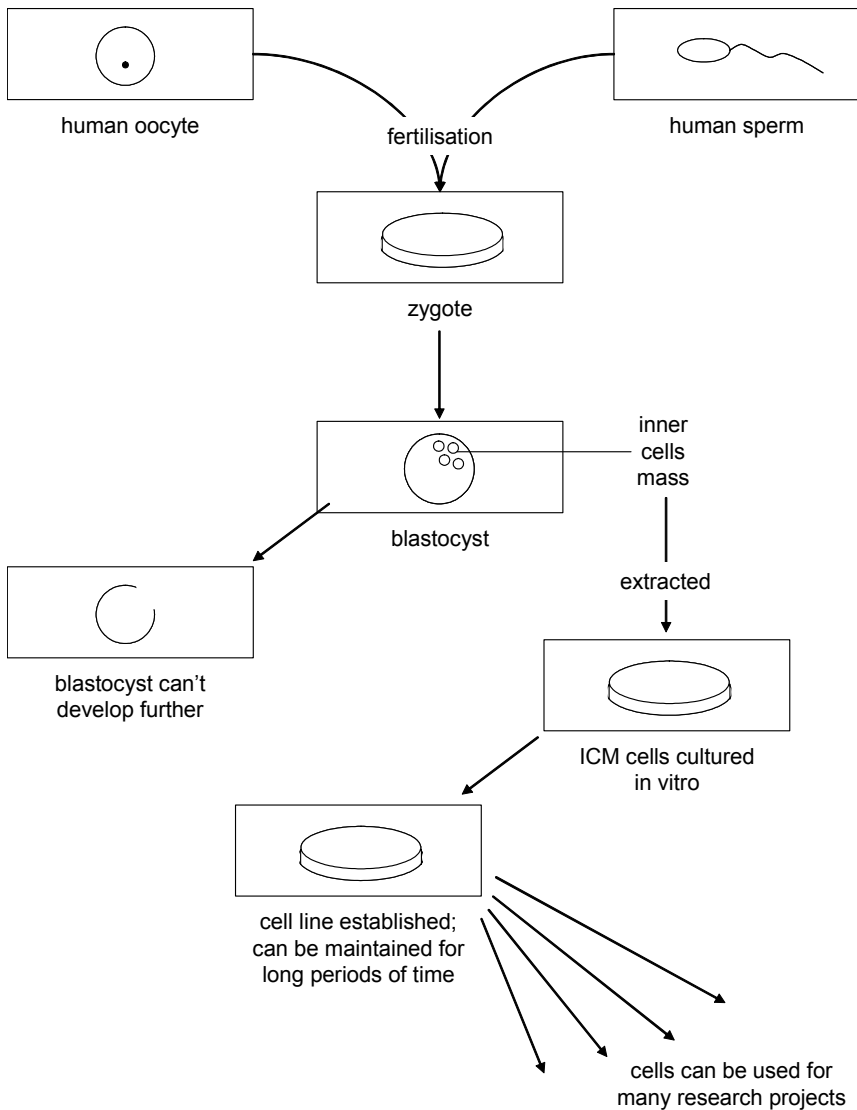 human oocyte
human sperm
fertilisation
zygote
inner
cells
mass
blastocyst
extracted
blastocyst can't
develop further
ICM cells cultured
in vitro
cell line established;
can be maintained for
long periods of time
cells can be used for
many research projects